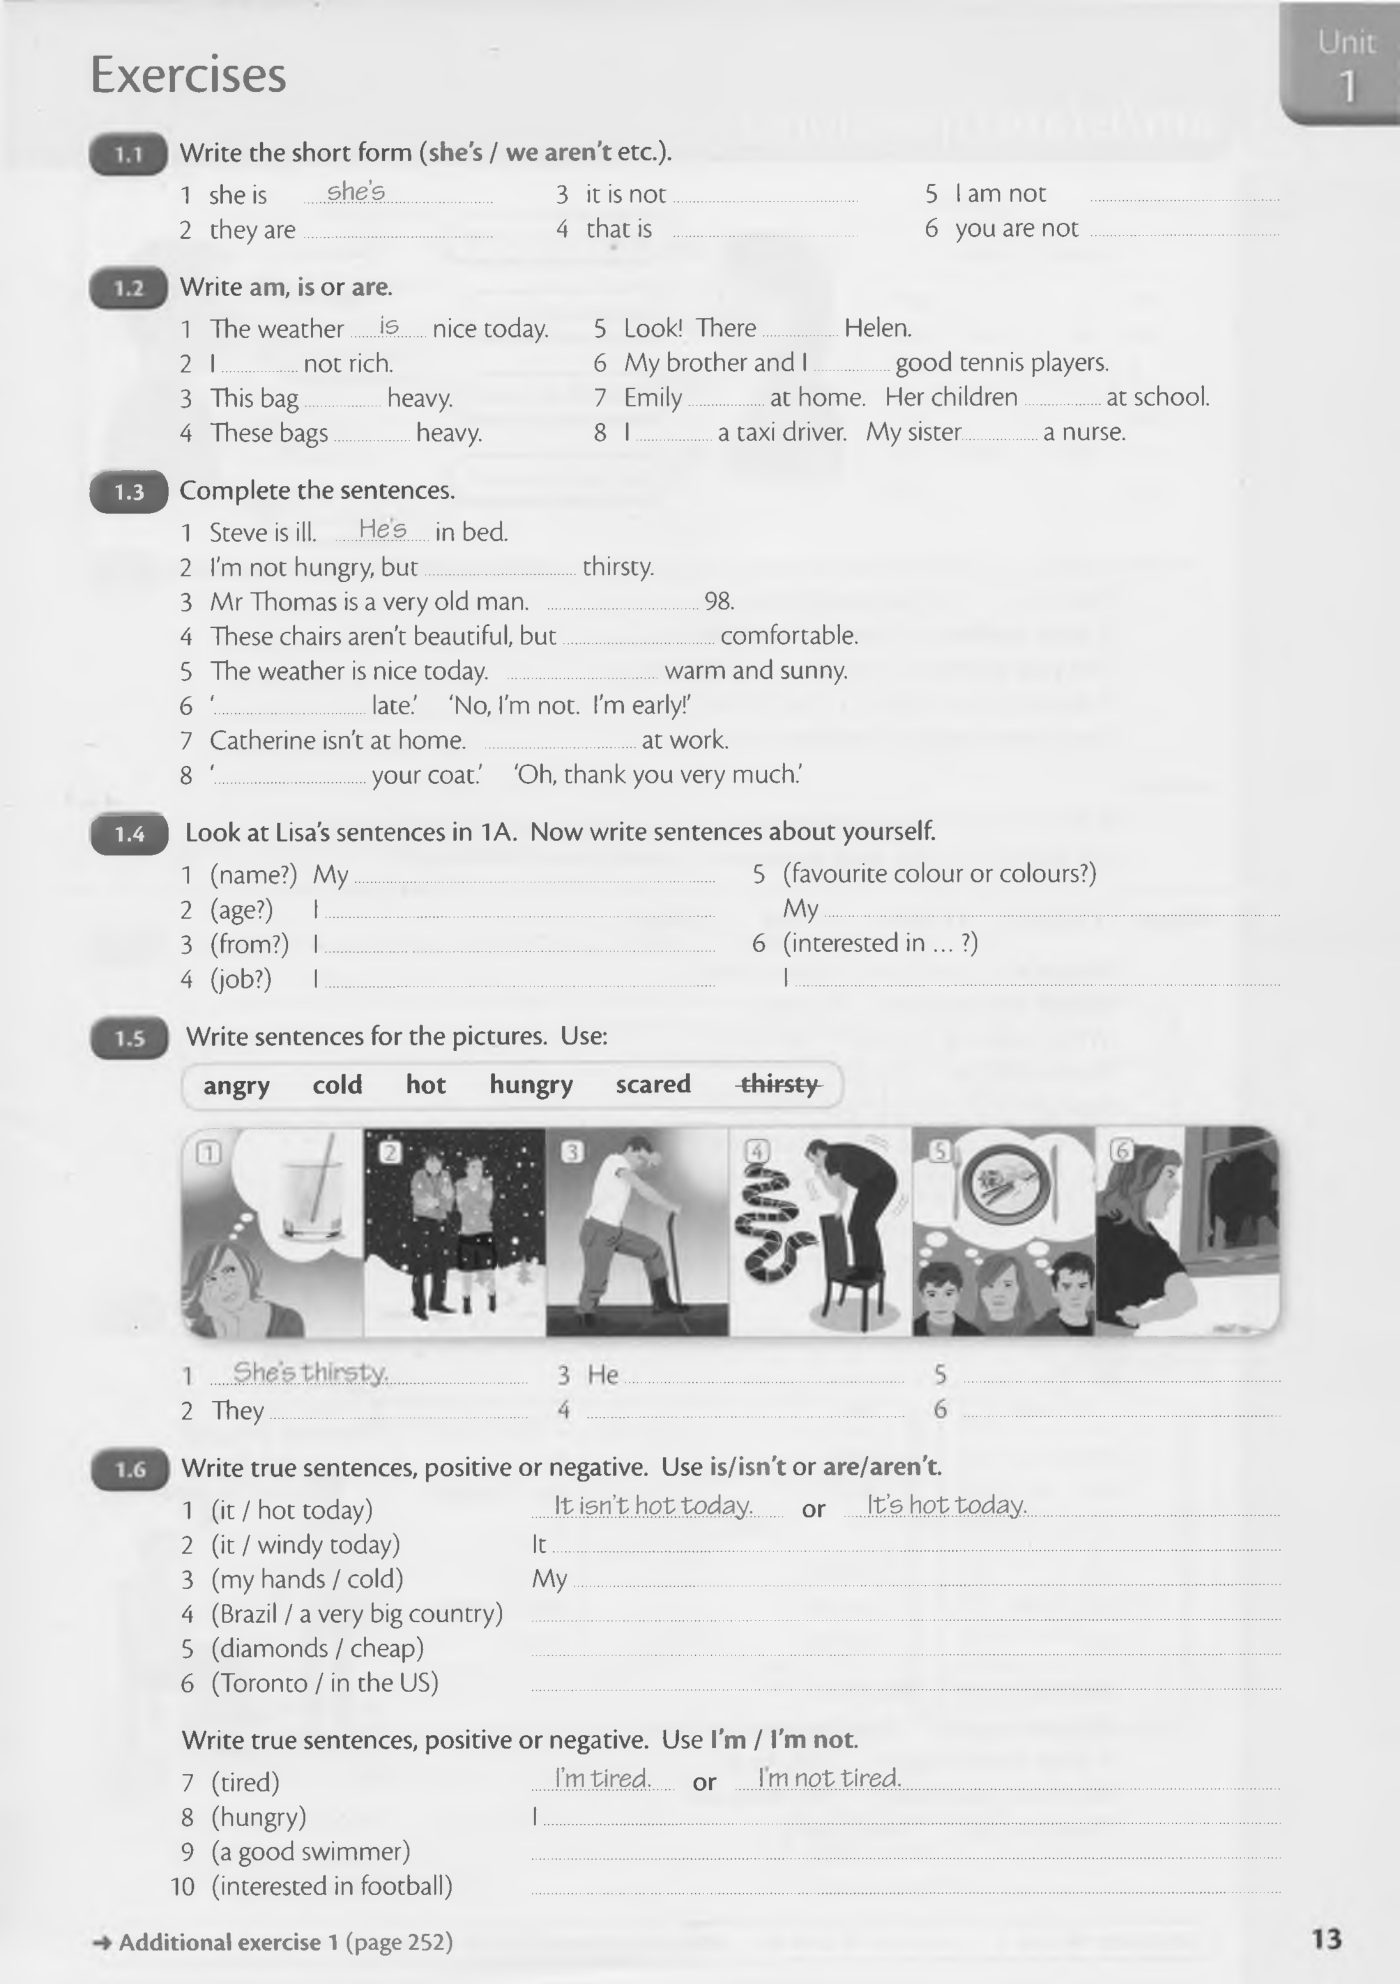 Unit
1
Exercises
1.1 Write the short form (she's / we aren't etc.).
1 she is she's 3 it is not 5 I am not
2 they are 4 that is 6 you are not
1.2 Write am, is or are.
1 The weather is nice today. 5 Look! There Helen.
2 I not rich. 6 My brother and I good tennis players.
3 This bag heavy. 7 Emily at home. Her children at school.
4 These bags heavy. 8 I a taxi driver. My sister a nurse.
1.3 Complete the sentences.
1 Steve is ill. He's in bed.
2 I'm not hungry, but thirsty.
3 Mr Thomas is a very old man. 98.
4 These chairs aren't beautiful, but comfortable.
5 The weather is nice today. warm and sunny.
6 ' late.' 'No, I'm not. I'm early!'
7 Catherine isn't at home. at work.
8 ' your coat.' 'Oh, thank you very much.'
1.4 Look at Lisa's sentences in 1A. Now write sentences about yourself.
1 (name?) My 5 (favourite colour or colours?)
2 (age?) I My
3 (from?) I 6 (interested in ... ?)
4 (job?) I I
1.5 Write sentences for the pictures. Use:
angry cold hot hungry scared thirsty
1 2 3 4 5 6
1 She's thirsty. 3 He 5
2 They 4 6
1.6 Write true sentences, positive or negative. Use is/isn't or are/aren't.
1 (it / hot today) It isn't hot today. or It's hot today.
2 (it / windy today) It
3 (my hands / cold) My
4 (Brazil / a very big country)
5 (diamonds / cheap)
6 (Toronto / in the US)
Write true sentences, positive or negative. Use I'm / I'm not.
7 (tired) I'm tired. or I'm not tired.
8 (hungry) I
9 (a good swimmer)
10 (interested in football)
→ Additional exercise 1 (page 252)
13